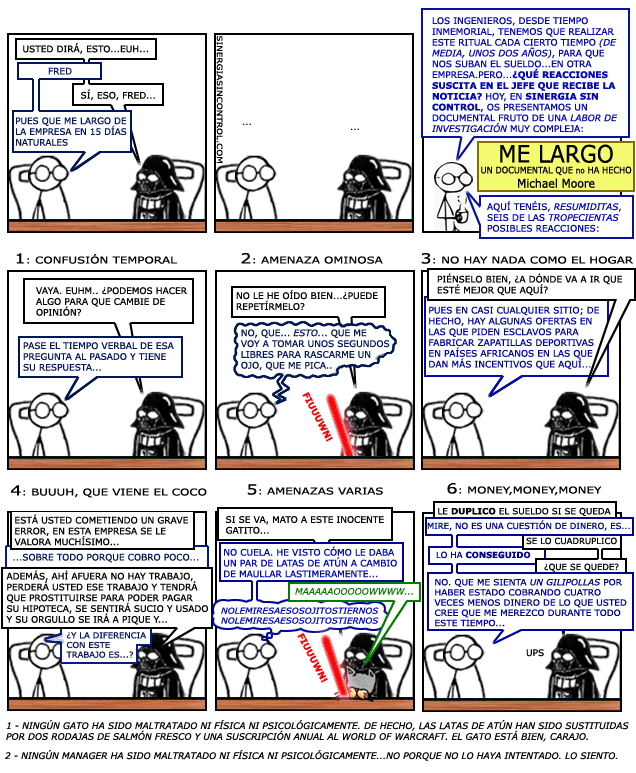 USTED DIRÁ, ESTO...EUH...
FRED
SÍ, ESO, FRED...
PUES QUE ME LARGO DE
LA EMPRESA EN 15 DÍAS
NATURALES
SINERGIASINCONTROL.COM
...
...
LOS INGENIEROS, DESDE TIEMPO
INMEMORIAL, TENEMOS QUE REALIZAR
ESTE RITUAL CADA CIERTO TIEMPO (DE
MEDIA, UNOS DOS AÑOS), PARA QUE
NOS SUBAN EL SUELDO...EN OTRA
EMPRESA.PERO...¿QUÉ REACCIONES
SUSCITA EN EL JEFE QUE RECIBE LA
NOTICIA? HOY, EN SINERGIA SIN
CONTROL, OS PRESENTAMOS UN
DOCUMENTAL FRUTO DE UNA LABOR DE
INVESTIGACIÓN MUY COMPLEJA:
ME LARGO
UN DOCUMENTAL QUE no HA HECHO
Michael Moore
AQUÍ TENÉIS, RESUMIDITAS,
SEIS DE LAS TROPECIENTAS
POSIBLES REACCIONES:
1: CONFUSIÓN TEMPORAL
VAYA. EUHM.. ¿PODEMOS HACER
ALGO PARA QUE CAMBIE DE
OPINIÓN?
PASE EL TIEMPO VERBAL DE ESA
PREGUNTA AL PASADO Y TIENE
SU RESPUESTA...
2: AMENAZA OMINOSA
NO LE HE OÍDO BIEN...¿PUEDE
REPETÍRMELO?
NO, QUE... ESTO... QUE ME
VOY A TOMAR UNOS SEGUNDOS
LIBRES PARA RASCARME UN
OJO, QUE ME PICA..
FIUUUWN!
3: NO HAY NADA COMO EL HOGAR
PIÉNSELO BIEN, ¿A DÓNDE VA A IR QUE
ESTÉ MEJOR QUE AQUÍ?
PUES EN CASI CUALQUIER SITIO; DE
HECHO, HAY ALGUNAS OFERTAS EN
LAS QUE PIDEN ESCLAVOS PARA
FABRICAR ZAPATILLAS DEPORTIVAS
EN PAÍSES AFRICANOS EN LAS QUE
DAN MÁS INCENTIVOS QUE AQUÍ...
4: BUUUH, QUE VIENE EL COCO
ESTÁ USTED COMETIENDO UN GRAVE
ERROR, EN ESTA EMPRESA SE LE
VALORA MUCHÍSIMO...
...SOBRE TODO PORQUE COBRO POCO...
ADEMÁS, AHÍ AFUERA NO HAY TRABAJO,
PERDERÁ USTED ESE TRABAJO Y TENDRÁ
QUE PROSTITUIRSE PARA PODER PAGAR
SU HIPOTECA, SE SENTIRÁ SUCIO Y USADO
Y SU ORGULLO SE IRÁ A PIQUE Y...
¿Y LA DIFERENCIA
CON ESTE
TRABAJO ES...?
5: AMENAZAS VARIAS
SI SE VA, MATO A ESTE INOCENTE
GATITO...
NO CUELA. HE VISTO CÓMO LE DABA
UN PAR DE LATAS DE ATÚN A CAMBIO
DE MAULLAR LASTIMERAMENTE...
MAAAAAOOOOOWWWW...
NOLEMIRESAESOSOJITOSTIERNOS
NOLEMIRESAESOSOJITOSTIERNOS
FIUUUWN!
6: MONEY,MONEY,MONEY
LE DUPLICO EL SUELDO SI SE QUEDA
MIRE, NO ES UNA CUESTIÓN DE DINERO, ES...
SE LO CUADRUPLICO
LO HA CONSEGUIDO
¿QUE SE QUEDE?
NO. QUE ME SIENTA UN GILIPOLLAS POR
HABER ESTADO COBRANDO CUATRO
VECES MENOS DINERO DE LO QUE USTED
CREE QUE ME MEREZCO DURANTE TODO
ESTE TIEMPO...
UPS
1 - NINGÚN GATO HA SIDO MALTRATADO NI FÍSICA NI PSICOLÓGICAMENTE. DE HECHO, LAS LATAS DE ATÚN HAN SIDO SUSTITUIDAS
POR DOS RODAJAS DE SALMÓN FRESCO Y UNA SUSCRIPCIÓN ANUAL AL WORLD OF WARCRAFT. EL GATO ESTÁ BIEN, CARAJO.
2 - NINGÚN MANAGER HA SIDO MALTRATADO NI FÍSICA NI PSICOLÓGICAMENTE...NO PORQUE NO LO HAYA INTENTADO. LO SIENTO.